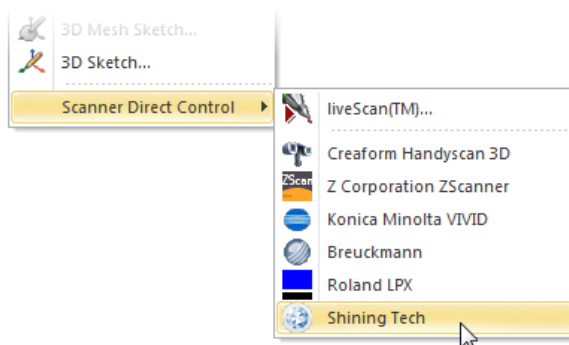 3D Mesh Sketch...
3D Sketch...
Scanner Direct Control
liveScan(TM)...
Creaform Handyscan 3D
ZScan
Z Corporation ZScanner
Konica Minolta VIVID
Breuckmann
Roland LPX
Shining Tech